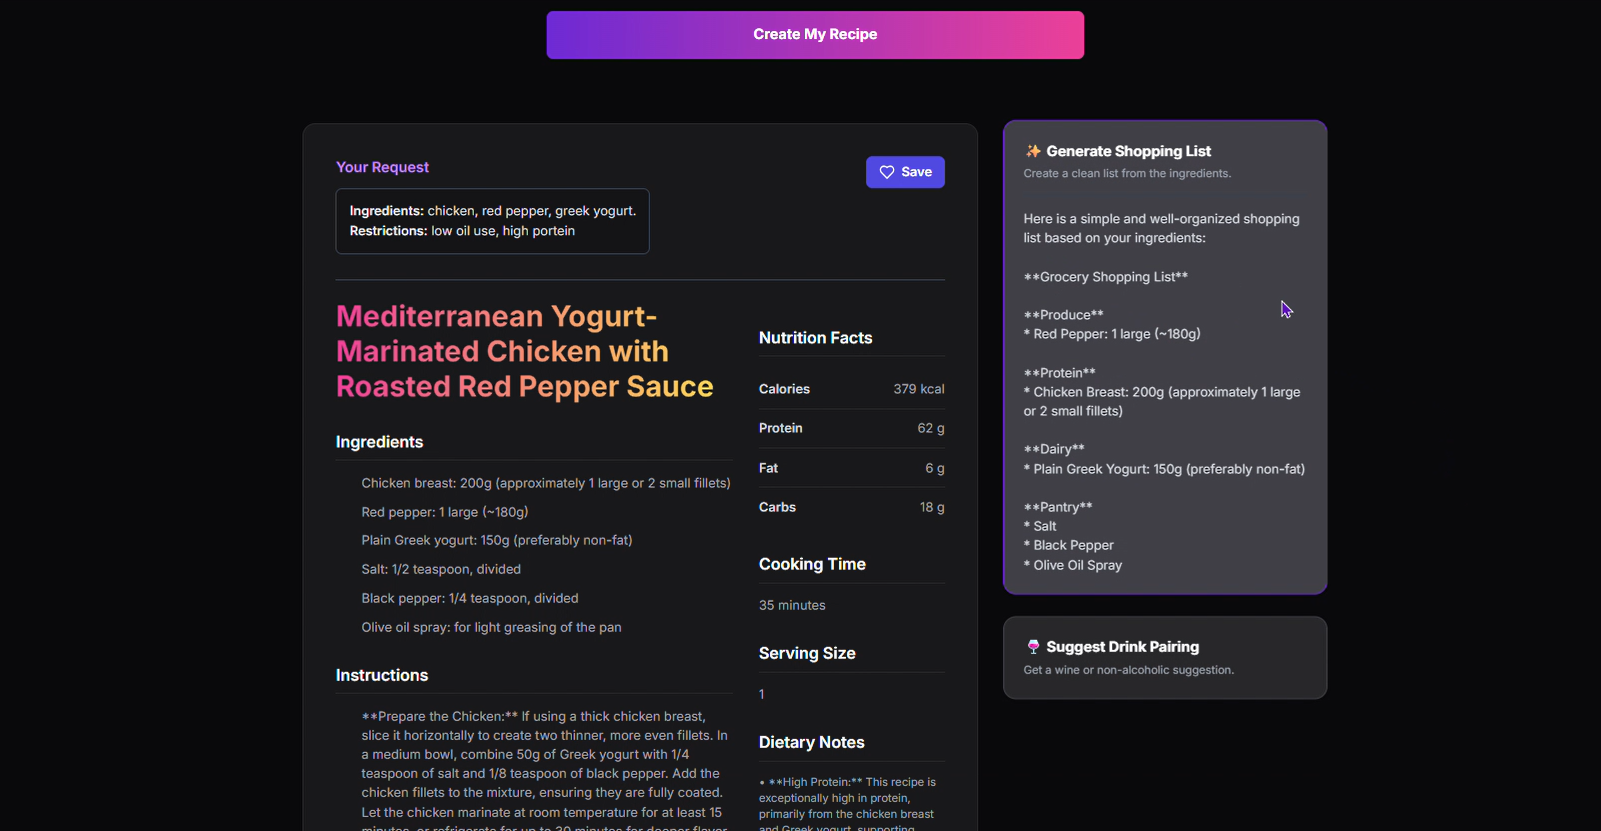 Create My Recipe
Your Request
Save
Ingredients: chicken, red pepper, greek yogurt.
Restrictions: low oil use, high portein
Mediterranean Yogurt-
Marinated Chicken with
Roasted Red Pepper Sauce
Ingredients
Chicken breast: 200g (approximately 1 large or 2 small fillets)
Red pepper: 1 large (~180g)
Plain Greek yogurt: 150g (preferably non-fat)
Salt: 1/2 teaspoon, divided
Black pepper: 1/4 teaspoon, divided
Olive oil spray: for light greasing of the pan
Instructions
**Prepare the Chicken:** If using a thick chicken breast,
slice it horizontally to create two thinner, more even fillets. In
a medium bowl, combine 50g of Greek yogurt with 1/4
teaspoon of salt and 1/8 teaspoon of black pepper. Add the
chicken fillets to the mixture, ensuring they are fully coated.
Let the chicken marinate at room temperature for at least 15
minutes, or refrigerate for up to 30 minutes for deeper flavor
Nutrition Facts
Calories 379 kcal
Protein 62 g
Fat 6 g
Carbs 18 g
Cooking Time
35 minutes
Serving Size
1
Dietary Notes
• **High Protein:** This recipe is
exceptionally high in protein,
primarily from the chicken breast
and Greek yogurt, supporting
✨ Generate Shopping List
Create a clean list from the ingredients.
Here is a simple and well-organized shopping
list based on your ingredients:
**Grocery Shopping List**
**Produce**
* Red Pepper: 1 large (~180g)
**Protein**
* Chicken Breast: 200g (approximately 1 large
or 2 small fillets)
**Dairy**
* Plain Greek Yogurt: 150g (preferably non-fat)
**Pantry**
* Salt
* Black Pepper
* Olive Oil Spray
🍷 Suggest Drink Pairing
Get a wine or non-alcoholic suggestion.